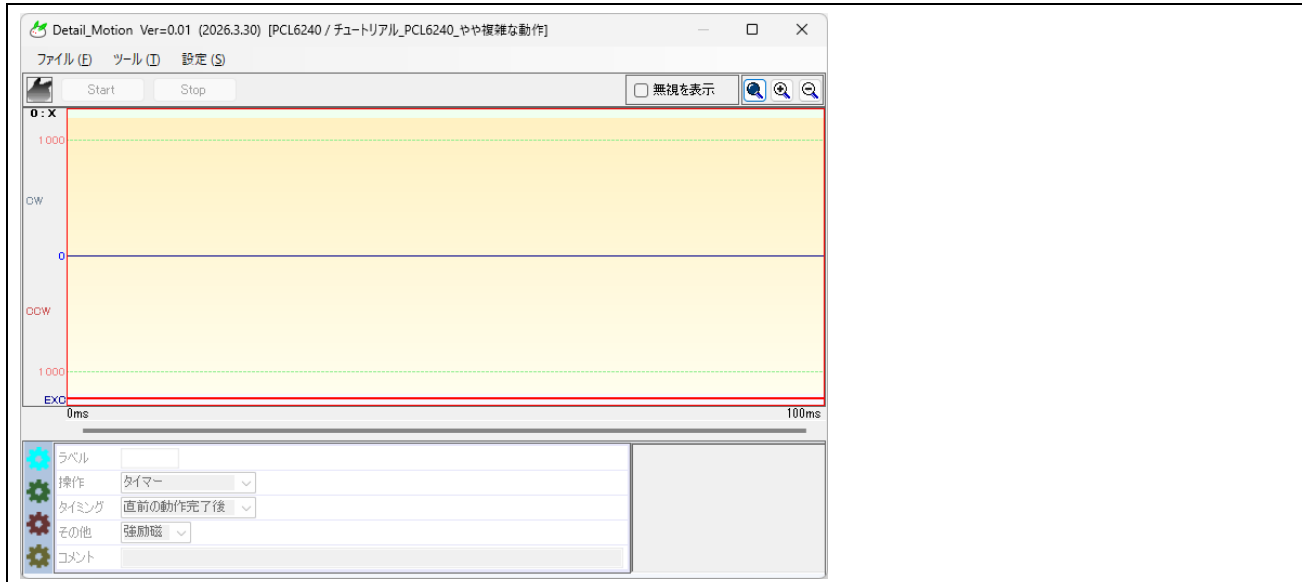 Detail_Motion Ver=0.01 (2026.3.30) [PCL6240 / チュートリアル_PCL6240_やや複雑な動作]
ファイル (F) ツール (T) 設定 (S)
Start Stop 無視を表示
0 : X
1000
CW
0
CCW
1000
EXC
0ms 100ms
ラベル
操作 タイマー
タイミング 直前の動作完了後
その他 強励磁
コメント